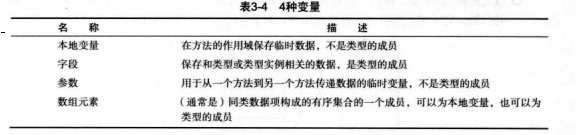 表3-4 4种变量
名 称 描 述
本地变量 在方法的作用域保存临时数据，不是类型的成员
字段 保存和类型或类型实例相关的数据，是类型的成员
参数 用于从一个方法到另一个方法传递数据的临时变量，不是类型的成员
数组元素 （通常是）同类数据项构成的有序集合的一个成员，可以为本地变量，也可以为
类型的成员